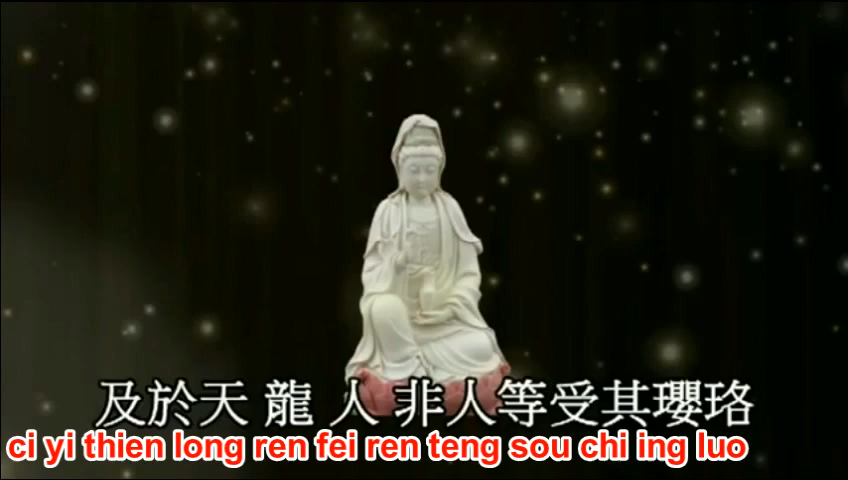 及於天 龍 人 非人等受其瓔珞
ci yi thien long ren fei ren teng sou chi ing luo